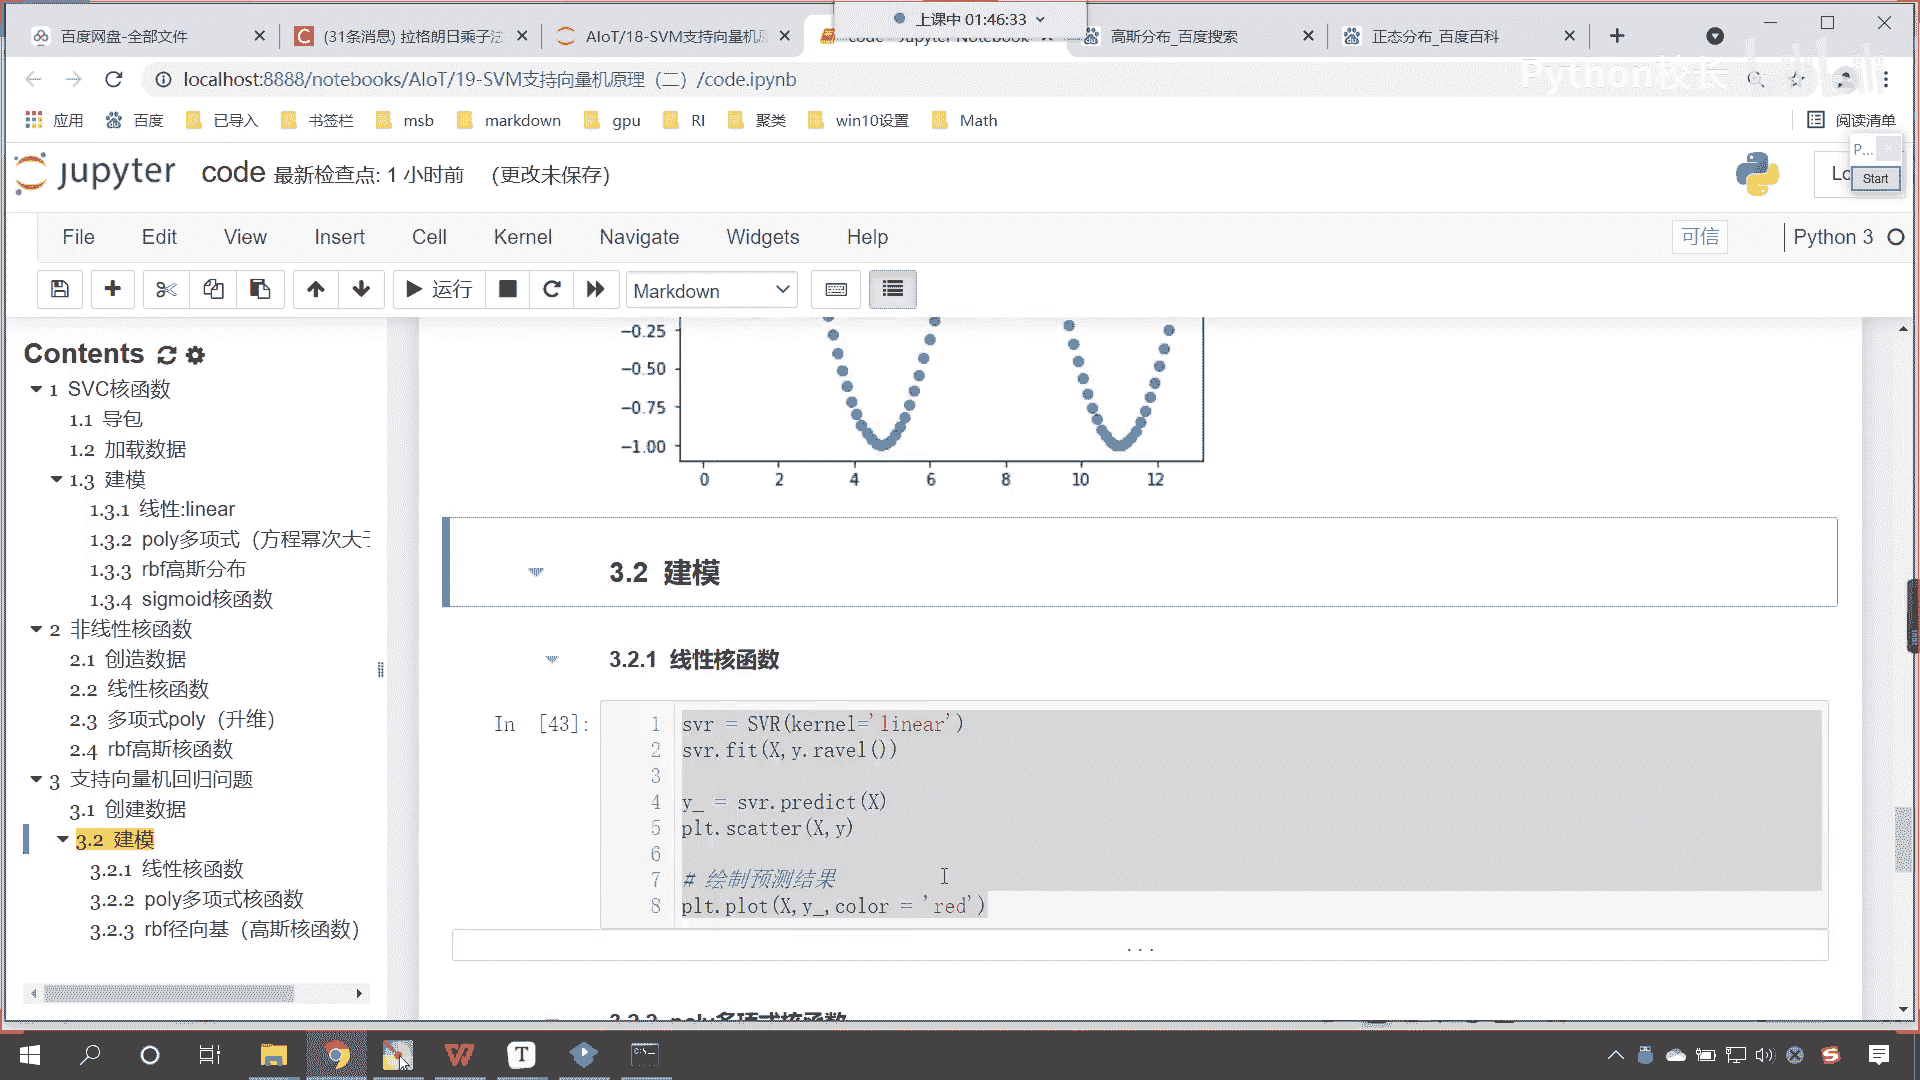 上课中 01:46:33
百度网盘-全部文件
(31条消息) 拉格朗日乘子法
AIoT/18-SVM支持向量机原
code - Jupyter Notebook
高斯分布_百度搜索
正态分布_百度百科
localhost:8888/notebooks/AIoT/19-SVM支持向量机原理（二）/code.ipynb
Python校长
应用 百度 已导入 书签栏 msb markdown gpu RI 聚类 win10设置 Math 阅读清单
P...
Start
jupyter code 最新检查点: 1 小时前 (更改未保存)
Lo
File Edit View Insert Cell Kernel Navigate Widgets Help 可信 Python 3
运行 Markdown
Contents
1 SVC核函数
1.1 导包
1.2 加载数据
1.3 建模
1.3.1 线性:linear
1.3.2 poly多项式（方程幂次大于
1.3.3 rbf高斯分布
1.3.4 sigmoid核函数
2 非线性核函数
2.1 创造数据
2.2 线性核函数
2.3 多项式poly（升维）
2.4 rbf高斯核函数
3 支持向量机回归问题
3.1 创建数据
3.2 建模
3.2.1 线性核函数
3.2.2 poly多项式核函数
3.2.3 rbf径向基（高斯核函数）
−0.25
−0.50
−0.75
−1.00
0 2 4 6 8 10 12
3.2 建模
3.2.1 线性核函数
In [43]:
1 svr = SVR(kernel='linear')
2 svr.fit(X,y.ravel())
3
4 y_ = svr.predict(X)
5 plt.scatter(X,y)
6
7 # 绘制预测结果
8 plt.plot(X,y_,color = 'red')
...
3.2.2 poly多项式核函数